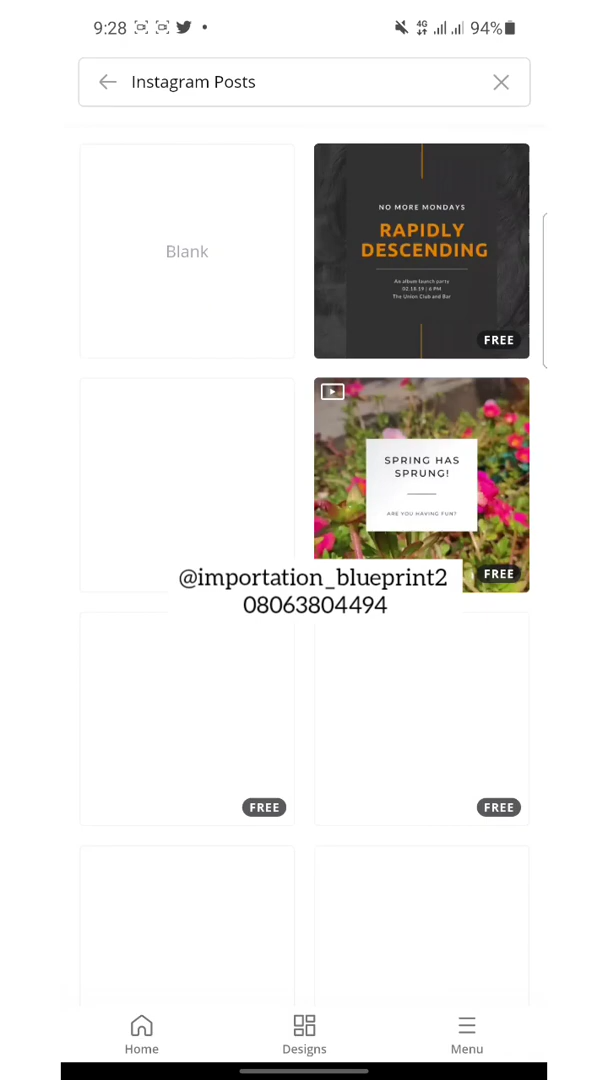 9:28
4G
94%
Instagram Posts
Blank
NO MORE MONDAYS
RAPIDLY
DESCENDING
An album launch party
02.18.19 | 6 PM
The Union Club and Bar
FREE
SPRING HAS
SPRUNG!
ARE YOU HAVING FUN?
FREE
@importation_blueprint2
08063804494
FREE
FREE
Home
Designs
Menu